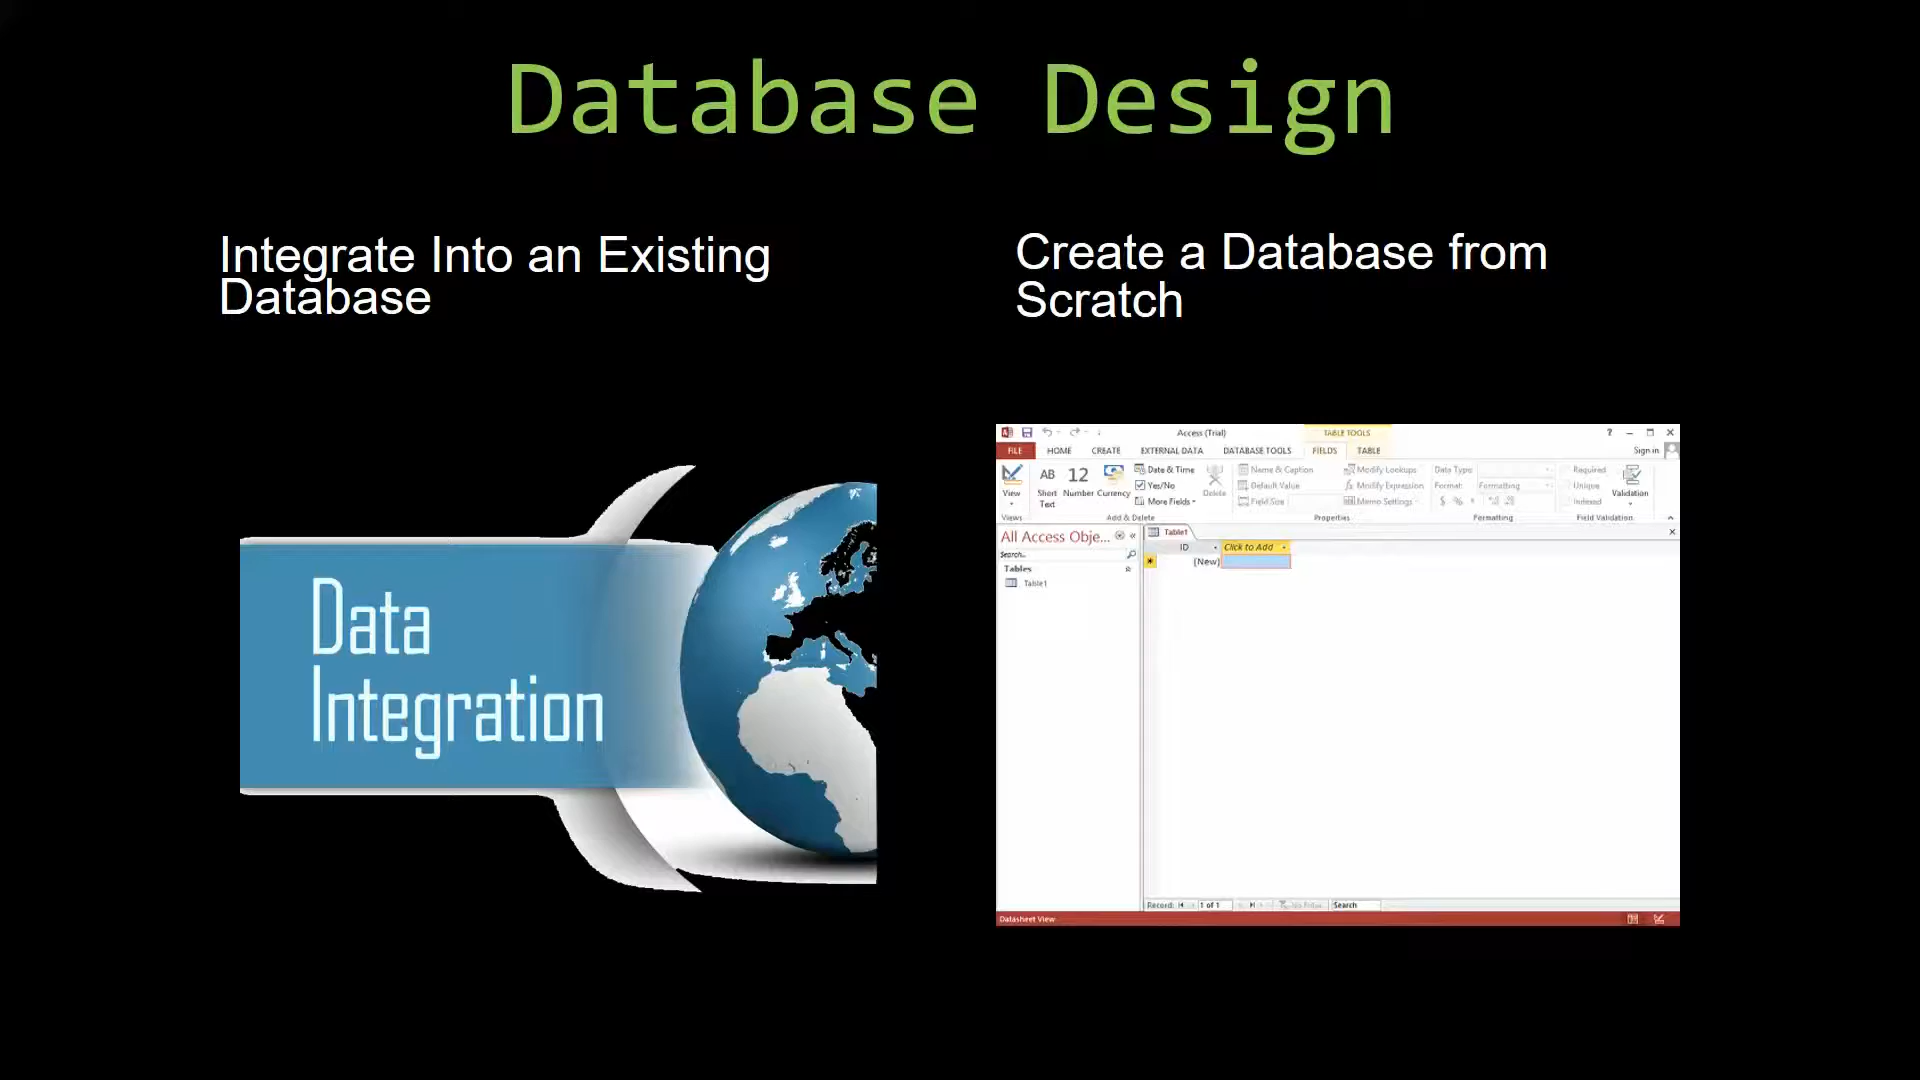 Database Design
Integrate Into an Existing
Database
Create a Database from
Scratch
Data
Integration
Access (Trial)
TABLE TOOLS
?
FILE
HOME
CREATE
EXTERNAL DATA
DATABASE TOOLS
FIELDS
TABLE
Sign in
View
AB
Short
Text
12
Number
Currency
Date & Time
Yes/No
More Fields
Delete
Name & Caption
Default Value
Field Size
Modify Lookups
Modify Expression
Memo Settings
Data Type:
Format: Formatting
$ %
Required
Unique
Indexed
Validation
Views
Add & Delete
Properties
Formatting
Field Validation
All Access Obje...
Search...
Tables
Table1
Table1
ID
Click to Add
(New)
Record: 1 of 1
No Filter
Search
Datasheet View